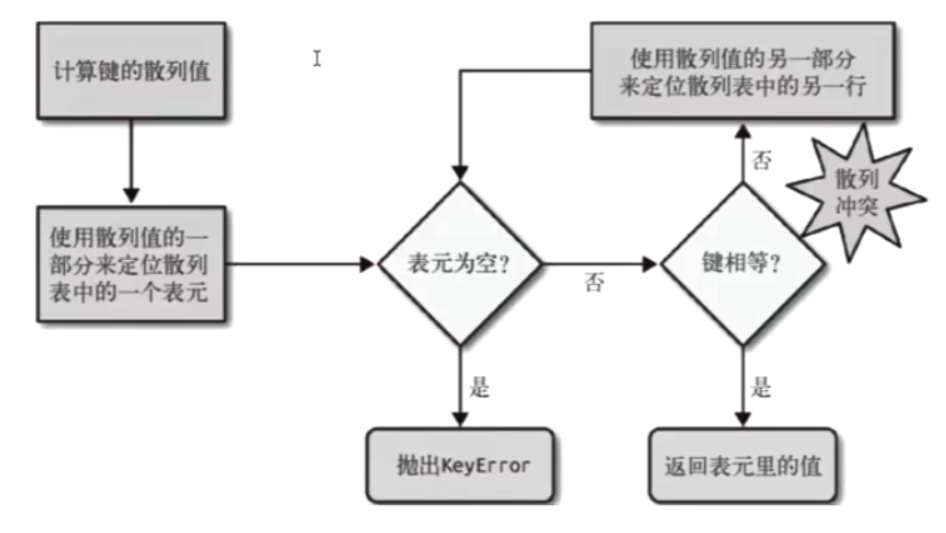 计算键的散列值
使用散列值的另一部分
来定位散列表中的另一行
散列
冲突
否
使用散列值的一
部分来定位散列
表中的一个表元
表元为空?
否
键相等?
是
是
抛出KeyError
返回表元里的值